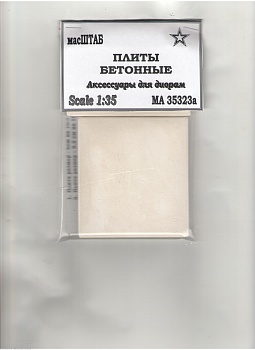 масШТАБ
ПЛИТЫ
БЕТОННЫЕ
Аксессуары для диорам
Scale 1:35
МА 35323а